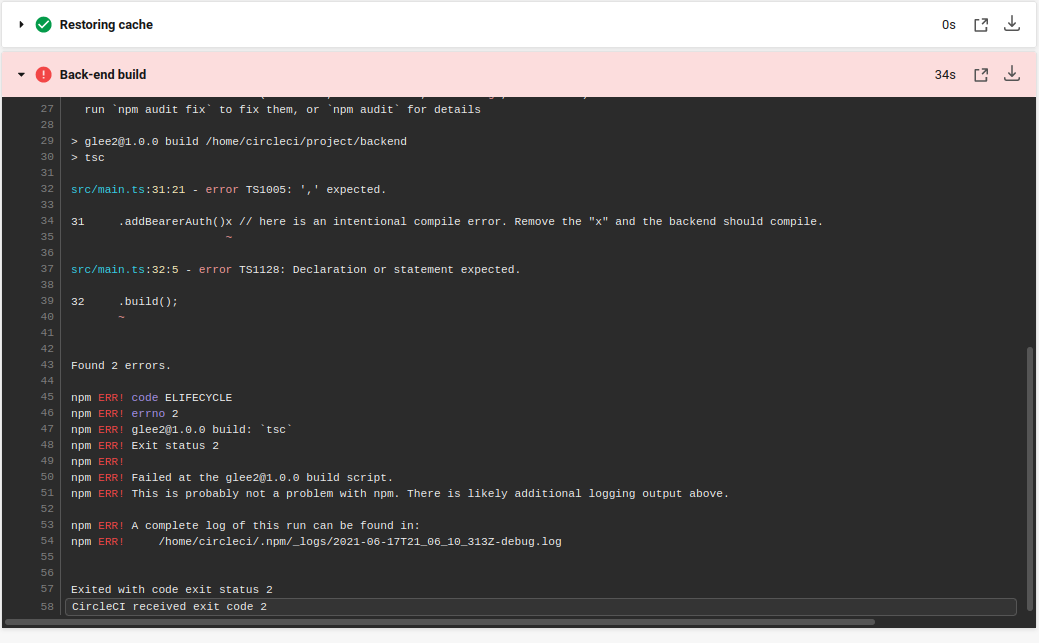 Restoring cache 0s
Back-end build 34s
27 run `npm audit fix` to fix them, or `npm audit` for details
28
29 > glee2@1.0.0 build /home/circleci/project/backend
30 > tsc
31
32 src/main.ts:31:21 - error TS1005: ',' expected.
33
34 31 .addBearerAuth()x // here is an intentional compile error. Remove the "x" and the backend should compile.
35 ~
36
37 src/main.ts:32:5 - error TS1128: Declaration or statement expected.
38
39 32 .build();
40 ~
41
42
43 Found 2 errors.
44
45 npm ERR! code ELIFECYCLE
46 npm ERR! errno 2
47 npm ERR! glee2@1.0.0 build: `tsc`
48 npm ERR! Exit status 2
49 npm ERR!
50 npm ERR! Failed at the glee2@1.0.0 build script.
51 npm ERR! This is probably not a problem with npm. There is likely additional logging output above.
52
53 npm ERR! A complete log of this run can be found in:
54 npm ERR! /home/circleci/.npm/_logs/2021-06-17T21_06_10_313Z-debug.log
55
56
57 Exited with code exit status 2
58 CircleCI received exit code 2